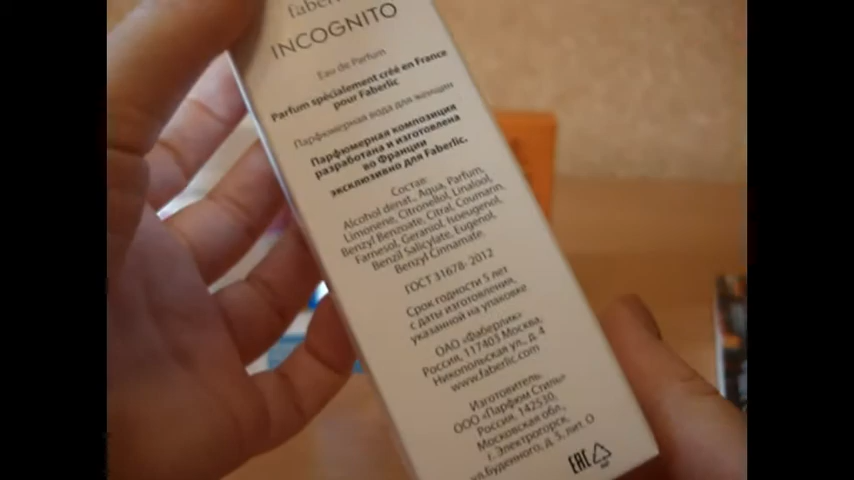 faberlic
INCOGNITO
Eau de Parfum
Parfum spécialement créé en France
pour Faberlic
Парфюмерная вода для женщин
Парфюмерная композиция
разработана и изготовлена
во Франции
эксклюзивно для Faberlic.
Состав:
Alcohol denat., Aqua, Parfum,
Limonene, Citronellol, Linalool,
Benzyl Benzoate, Citral, Coumarin,
Farnesol, Geraniol, Isoeugenol,
Benzil Salicylate, Eugenol,
Benzyl Cinnamate.
ГОСТ 31678- 2012
Срок годности 5 лет
с даты изготовления,
указанной на упаковке
ОАО «Фаберлик»
Россия, 117403 Москва,
Никопольская ул., д. 4
www.faberlic.com
Изготовитель:
ООО «Парфюм Стиль»
Россия, 142530,
Московская обл.,
г. Электрогорск,
ул.Буденного, д. 5, лит. О
EAC